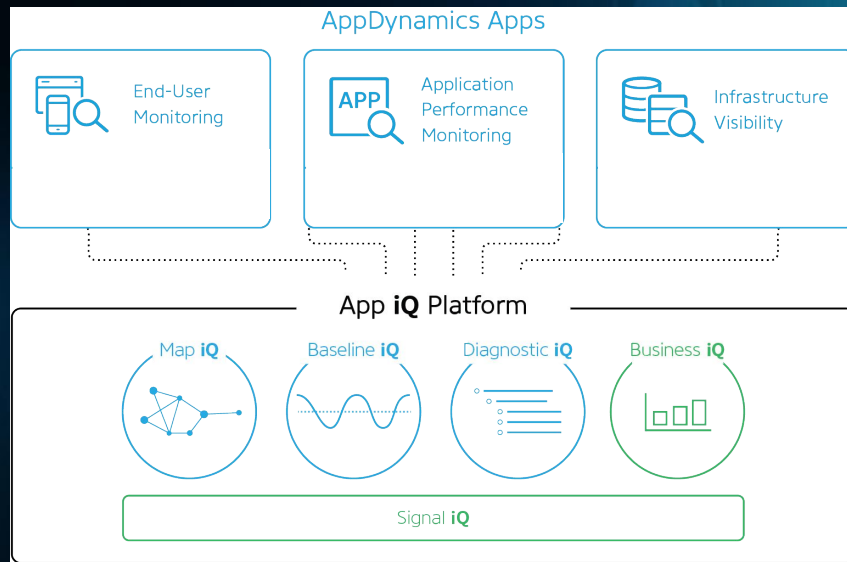 AppDynamics Apps
End-User
Monitoring
APP
Application
Performance
Monitoring
Infrastructure
Visibility
App iQ Platform
Map iQ
Baseline iQ
Diagnostic iQ
Business iQ
Signal iQ